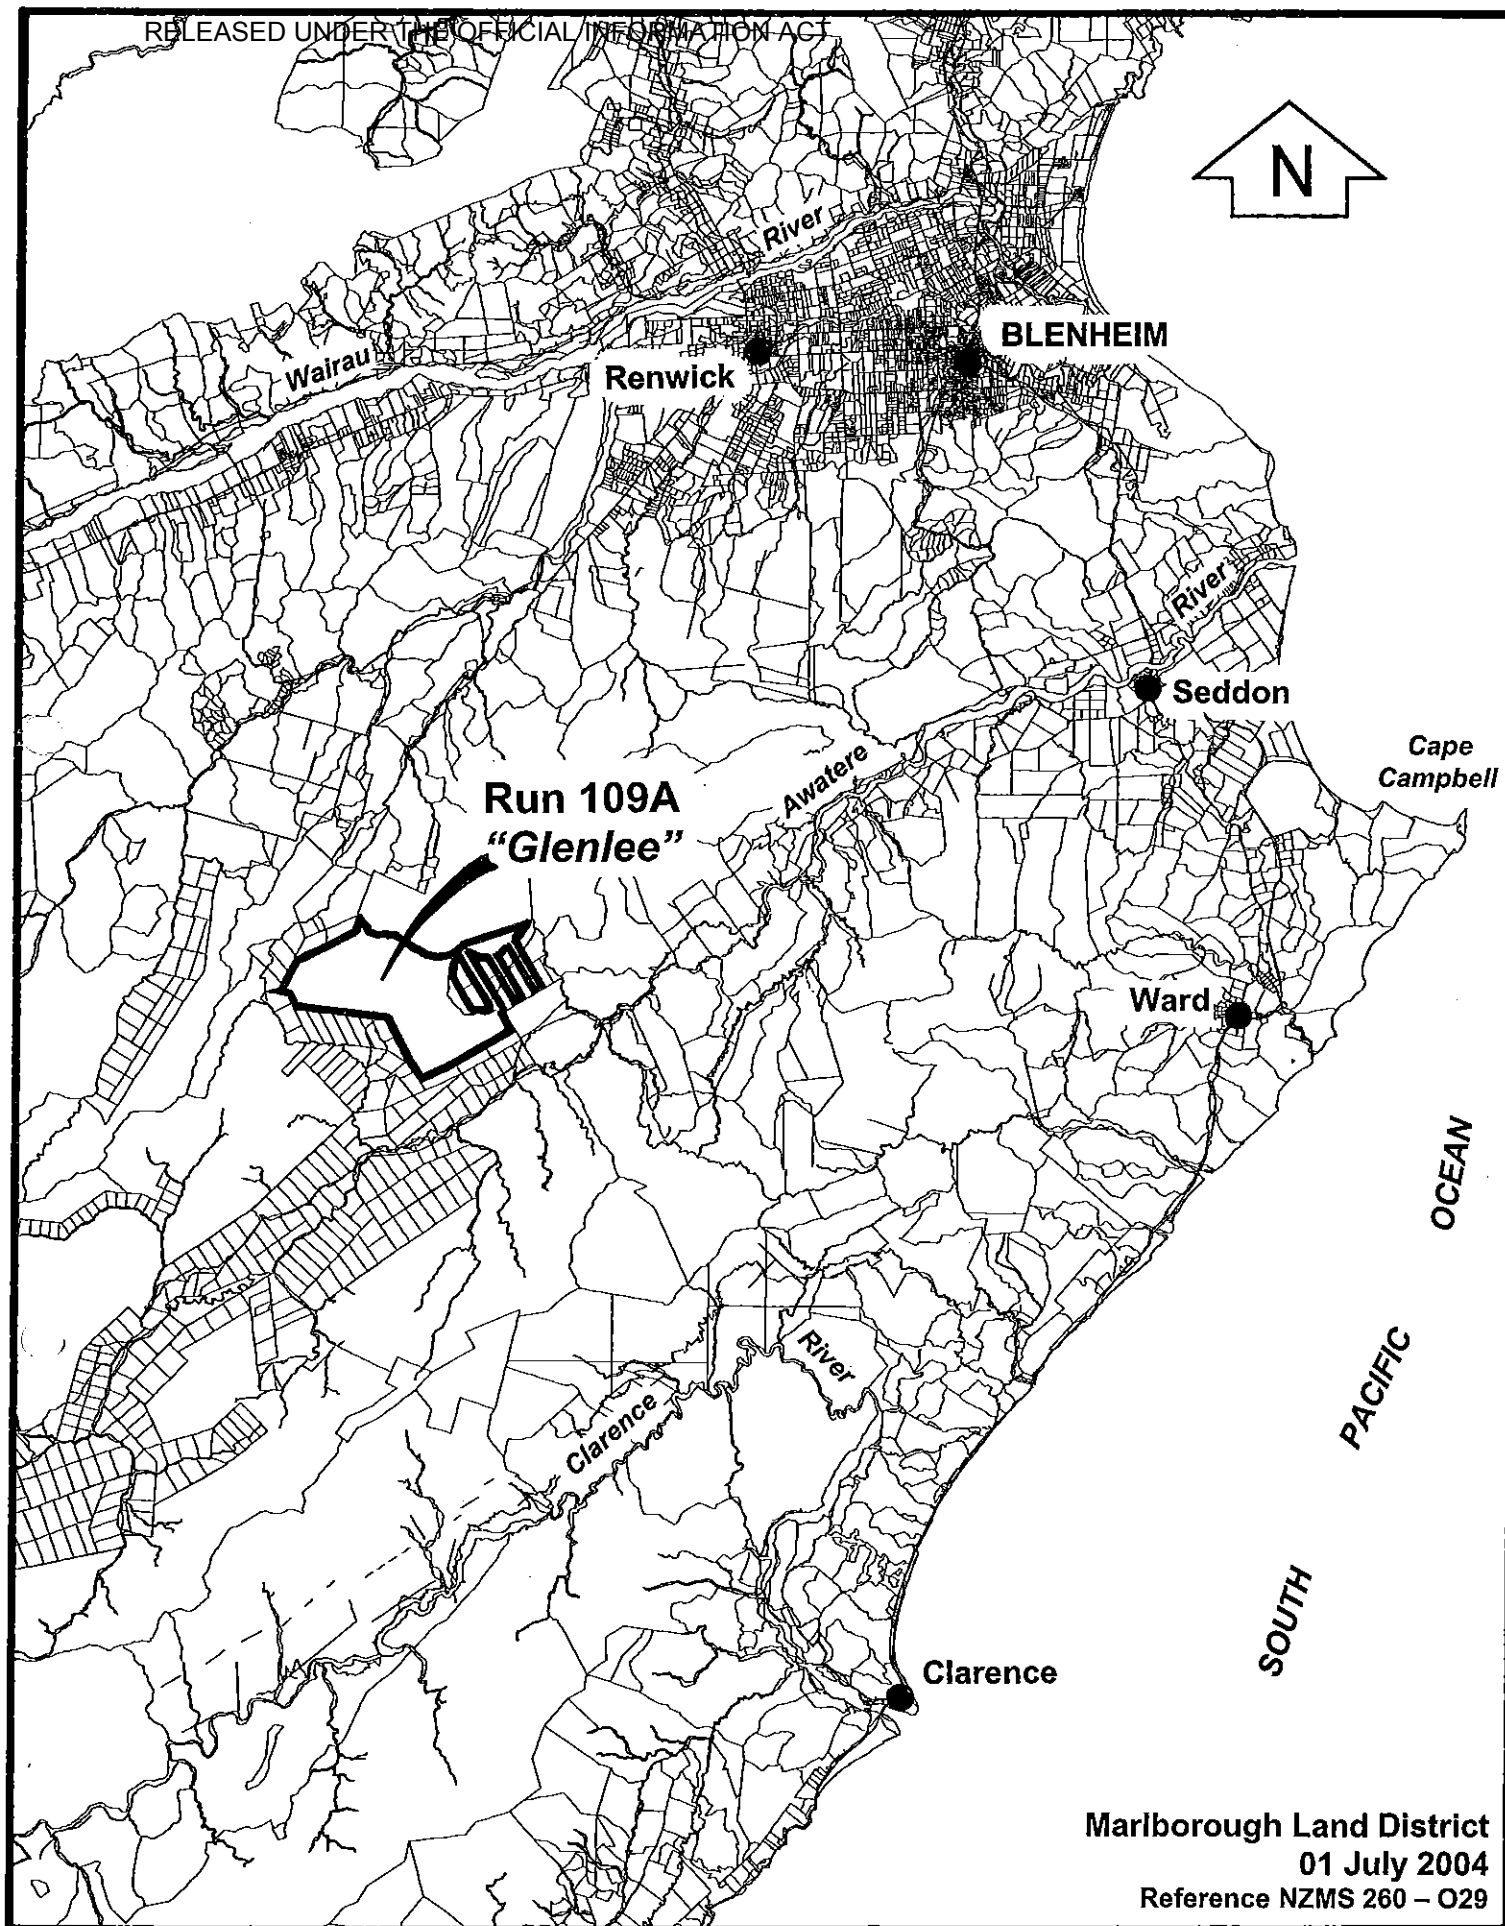 RELEASED UNDER THE OFFICIAL INFORMATION ACT
N
River
Wairau
BLENHEIM
Renwick
River
Seddon
Cape
Campbell
Awatere
Run 109A
“Glenlee”
Ward
OCEAN
PACIFIC
SOUTH
River
Clarence
Clarence
Marlborough Land District
01 July 2004
Reference NZMS 260 – O29